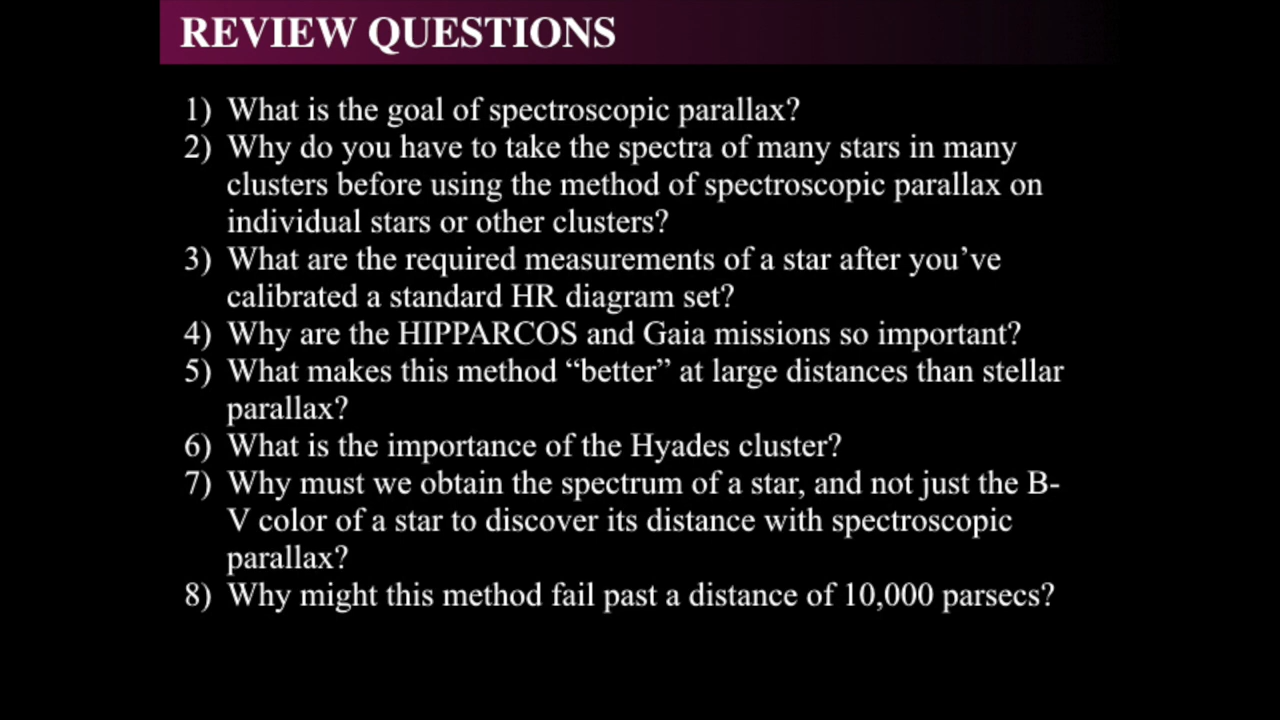 REVIEW QUESTIONS
1) What is the goal of spectroscopic parallax?
2) Why do you have to take the spectra of many stars in many
clusters before using the method of spectroscopic parallax on
individual stars or other clusters?
3) What are the required measurements of a star after you’ve
calibrated a standard HR diagram set?
4) Why are the HIPPARCOS and Gaia missions so important?
5) What makes this method “better” at large distances than stellar
parallax?
6) What is the importance of the Hyades cluster?
7) Why must we obtain the spectrum of a star, and not just the B-
V color of a star to discover its distance with spectroscopic
parallax?
8) Why might this method fail past a distance of 10,000 parsecs?